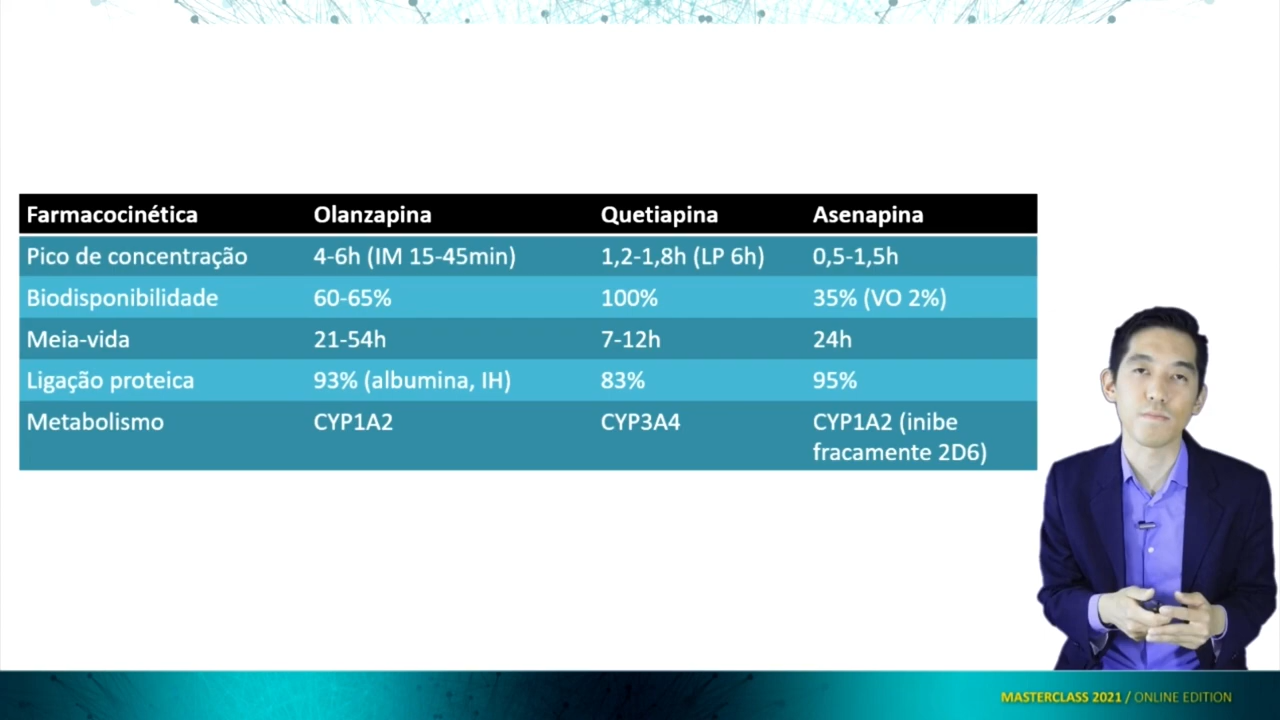 Farmacocinética Olanzapina Quetiapina Asenapina
Pico de concentração 4-6h (IM 15-45min) 1,2-1,8h (LP 6h) 0,5-1,5h
Biodisponibilidade 60-65% 100% 35% (VO 2%)
Meia-vida 21-54h 7-12h 24h
Ligação proteica 93% (albumina, IH) 83% 95%
Metabolismo CYP1A2 CYP3A4 CYP1A2 (inibe
fracamente 2D6)
MASTERCLASS 2021 / ONLINE EDITION